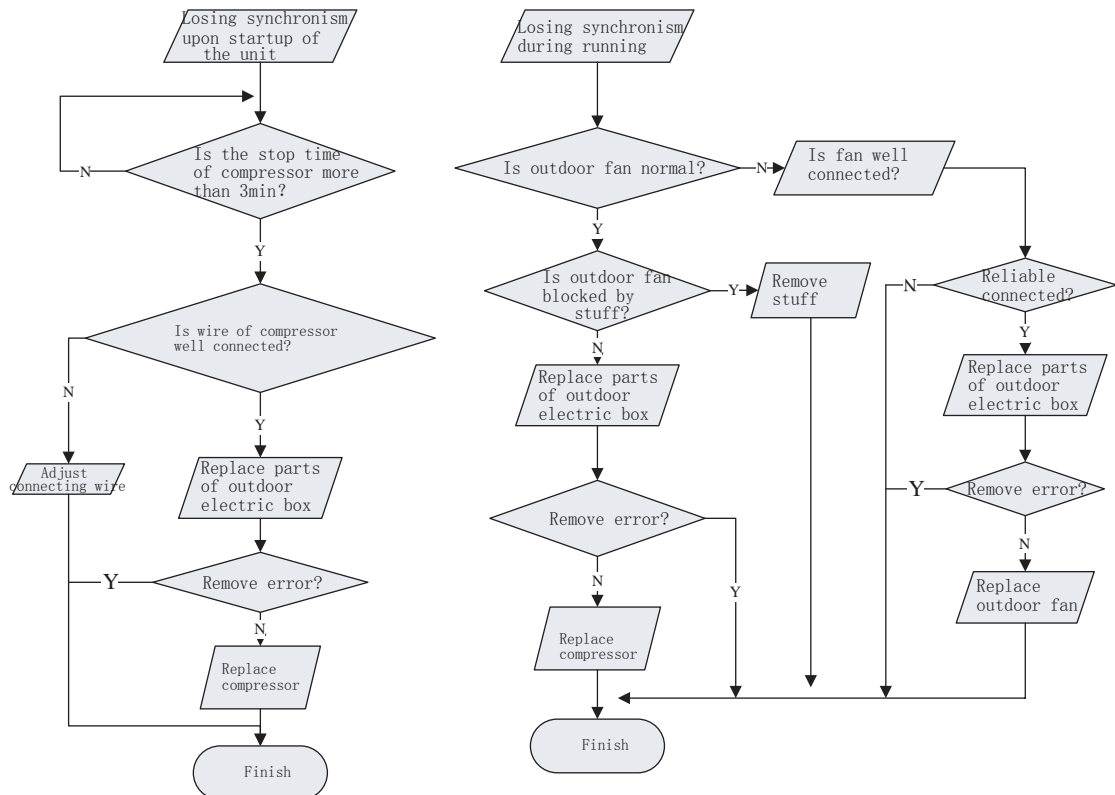 Losing synchronism
upon startup of
the unit
N
Is the stop time
of compressor more
than 3min?
Y
Is wire of compressor
well connected?
N
Y
Adjust
connecting wire
Replace parts
of outdoor
electric box
Y
Remove error?
N
Replace
compressor
Finish
Losing synchronism
during running
Is outdoor fan normal?
N
Is fan well
connected?
Y
Is outdoor fan
blocked by
stuff?
Y
Remove
stuff
N
Reliable
connected?
N
Y
Replace parts
of outdoor
electric box
Replace parts
of outdoor
electric box
Remove error?
Y
Remove error?
N
Y
N
Replace
outdoor fan
Replace
compressor
Finish